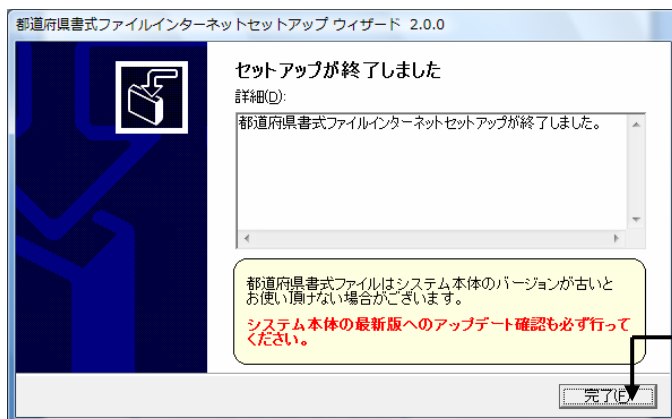 都道府県書式ファイルインターネットセットアップ ウィザード 2.0.0
セットアップが終了しました
詳細(D):
都道府県書式ファイルインターネットセットアップが終了しました。
都道府県書式ファイルはシステム本体のバージョンが古いと
お使い頂けない場合がございます。
システム本体の最新版へのアップデート確認も必ず行って
ください。
完了(F)